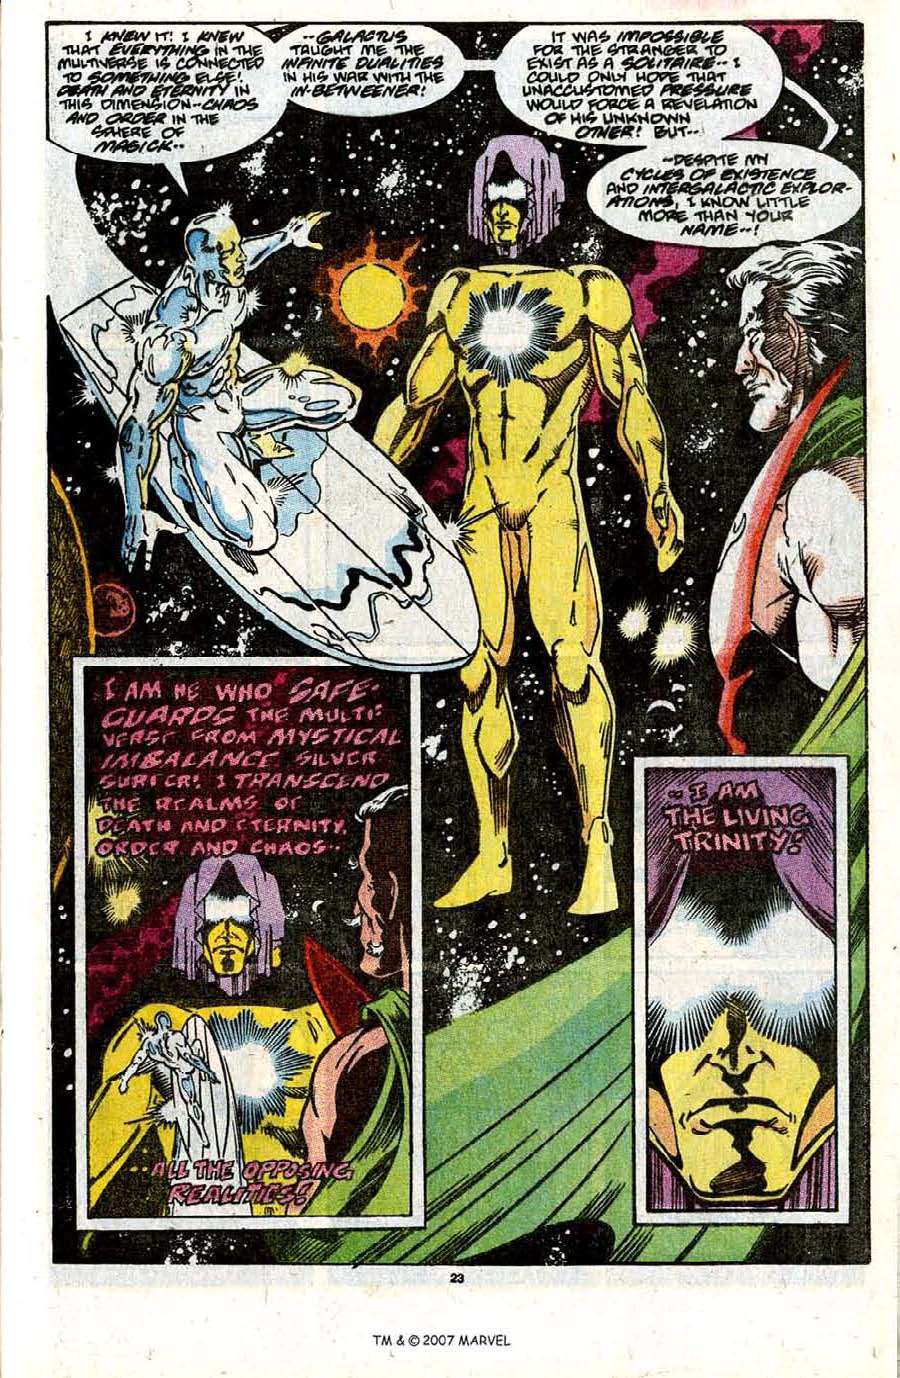 I KNEW IT! I KNEW
THAT EVERYTHING IN THE
MULTIVERSE IS CONNECTED
TO SOMETHING ELSE!
DEATH AND ETERNITY IN
THIS DIMENSION--CHAOS
AND ORDER IN THE
SPHERE OF
MAGICK--
--GALACTUS
TAUGHT ME THE
INFINITE DUALITIES
IN HIS WAR WITH THE
IN-BETWEENER!
IT WAS IMPOSSIBLE
FOR THE STRANGER TO
EXIST AS A SOLITAIRE--I
COULD ONLY HOPE THAT
UNACCUSTOMED PRESSURE
WOULD FORCE A REVELATION
OF HIS UNKNOWN
OTHER! BUT--
--DESPITE MY
CYCLES OF EXISTENCE
AND INTERGALACTIC EXPLOR-
ATIONS, I KNOW LITTLE
MORE THAN YOUR
NAME--!
I AM HE WHO SAFE-
GUARDS THE MULTI-
VERSE FROM MYSTICAL
IMBALANCE SILVER
SURFER! I TRANSCEND
THE REALMS OF
DEATH AND ETERNITY,
ORDER AND CHAOS--
ALL THE OPPOSING
REALITIES!
--I AM
THE LIVING
TRINITY!
23
TM & © 2007 MARVEL